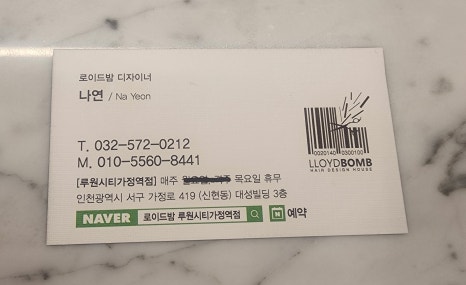 로이드밤 디자이너
나연 / Na Yeon
T. 032-572-0212
M. 010-5560-8441
[루원시티가정역점] 매주 목요일 휴무
인천광역시 서구 가정로 419 (신현동) 대성빌딩 3층
NAVER 로이드밤 루원시티가정역점 N 예약
0020140 0300100
LLOYDBOMB
HAIR DESIGN HOUSE